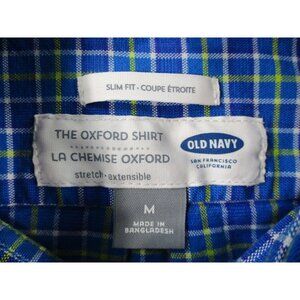 SLIM FIT · COUPE ÉTROITE
THE OXFORD SHIRT
LA CHEMISE OXFORD
stretch · extensible
OLD NAVY
SAN FRANCISCO
CALIFORNIA
M
MADE IN
BANGLADESH